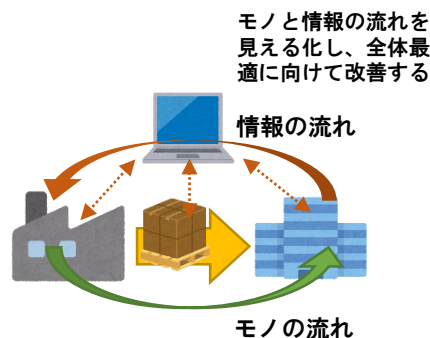 モノと情報の流れを
見える化し、全体最
適に向けて改善する
情報の流れ
モノの流れ